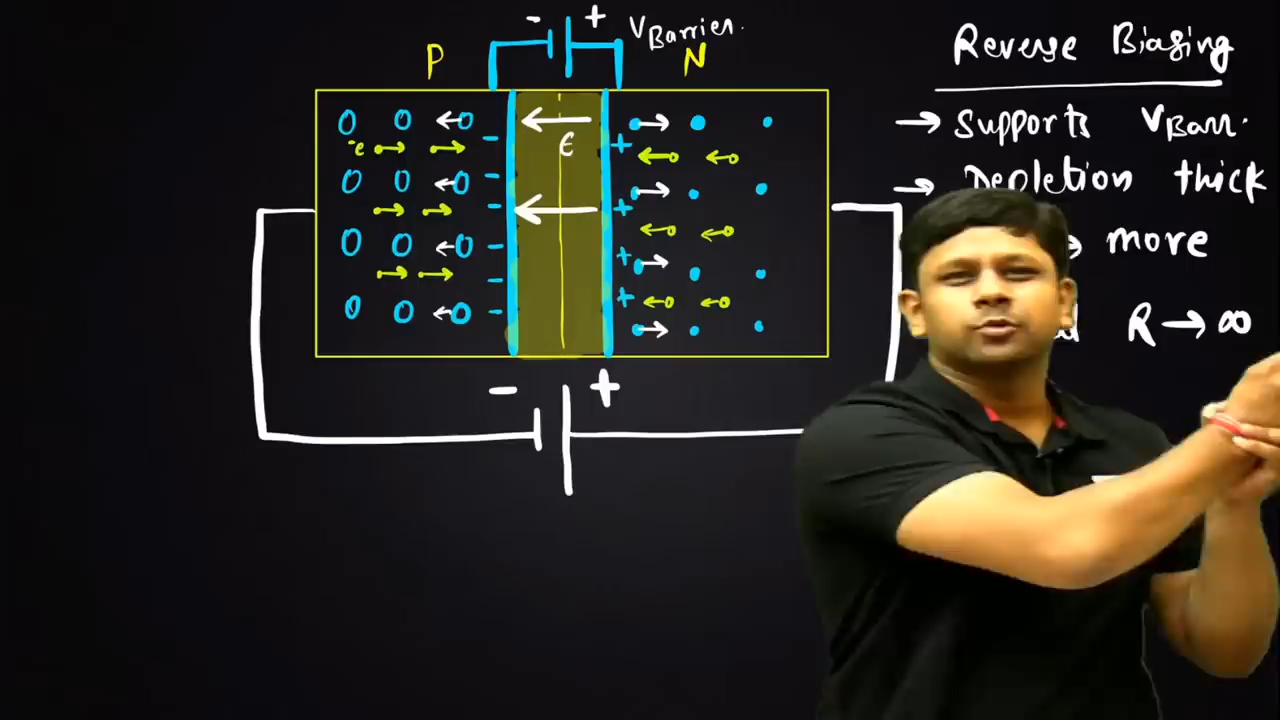 - + VBarrier.
P N
Reverse Biasing
→ Supports VBarr.
→ Depletion thick
more
R → ∞
E
-e
- +